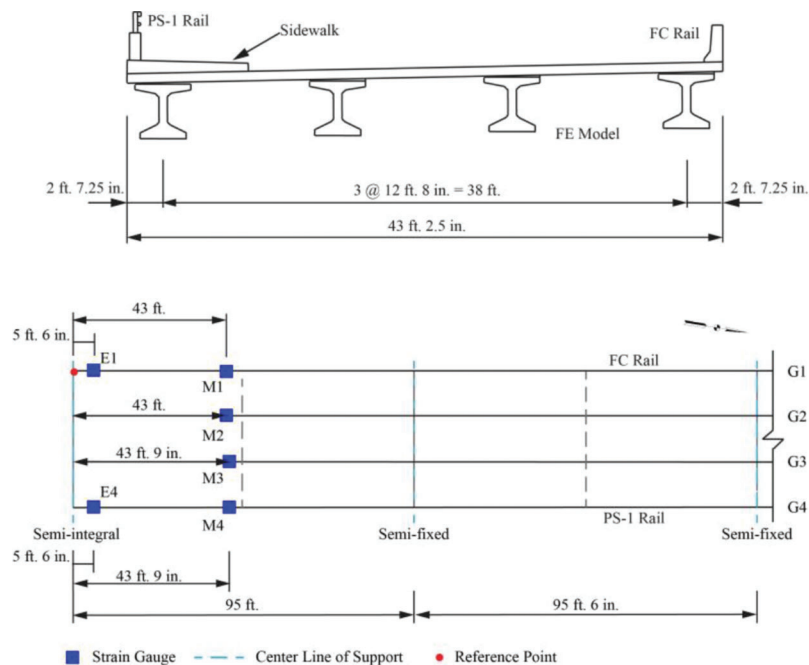 PS-1 Rail
Sidewalk
FC Rail
FE Model
2 ft. 7.25 in.
3 @ 12 ft. 8 in. = 38 ft.
2 ft. 7.25 in.
43 ft. 2.5 in.
43 ft.
5 ft. 6 in.
E1
FC Rail
G1
M1
43 ft.
M2
G2
43 ft. 9 in.
M3
G3
E4
M4
G4
PS-1 Rail
Semi-integral
Semi-fixed
Semi-fixed
5 ft. 6 in.
43 ft. 9 in.
95 ft.
95 ft. 6 in.
Strain Gauge
Center Line of Support
Reference Point